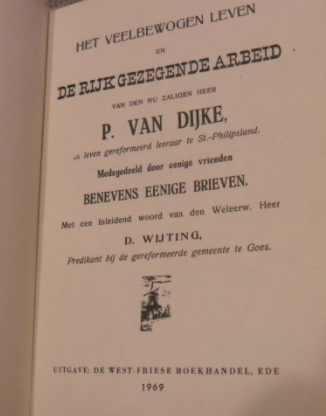 HET VEELBEWOGEN LEVEN
EN
DE RIJK GEZEGENDE ARBEID
VAN DEN NU ZALIGEN HEER
P. VAN DIJKE,
in leven gereformeerd leeraar te St.-Philipsland.
Medegedeeld door eenige vrienden
BENEVENS EENIGE BRIEVEN.
Met een Inleidend woord van den Weleerw. Heer
D. WIJTING,
Predikant bij de gereformeerde gemeente te Goes.
UITGAVE: DE WEST-FRIESE BOEKHANDEL, EDE
1969